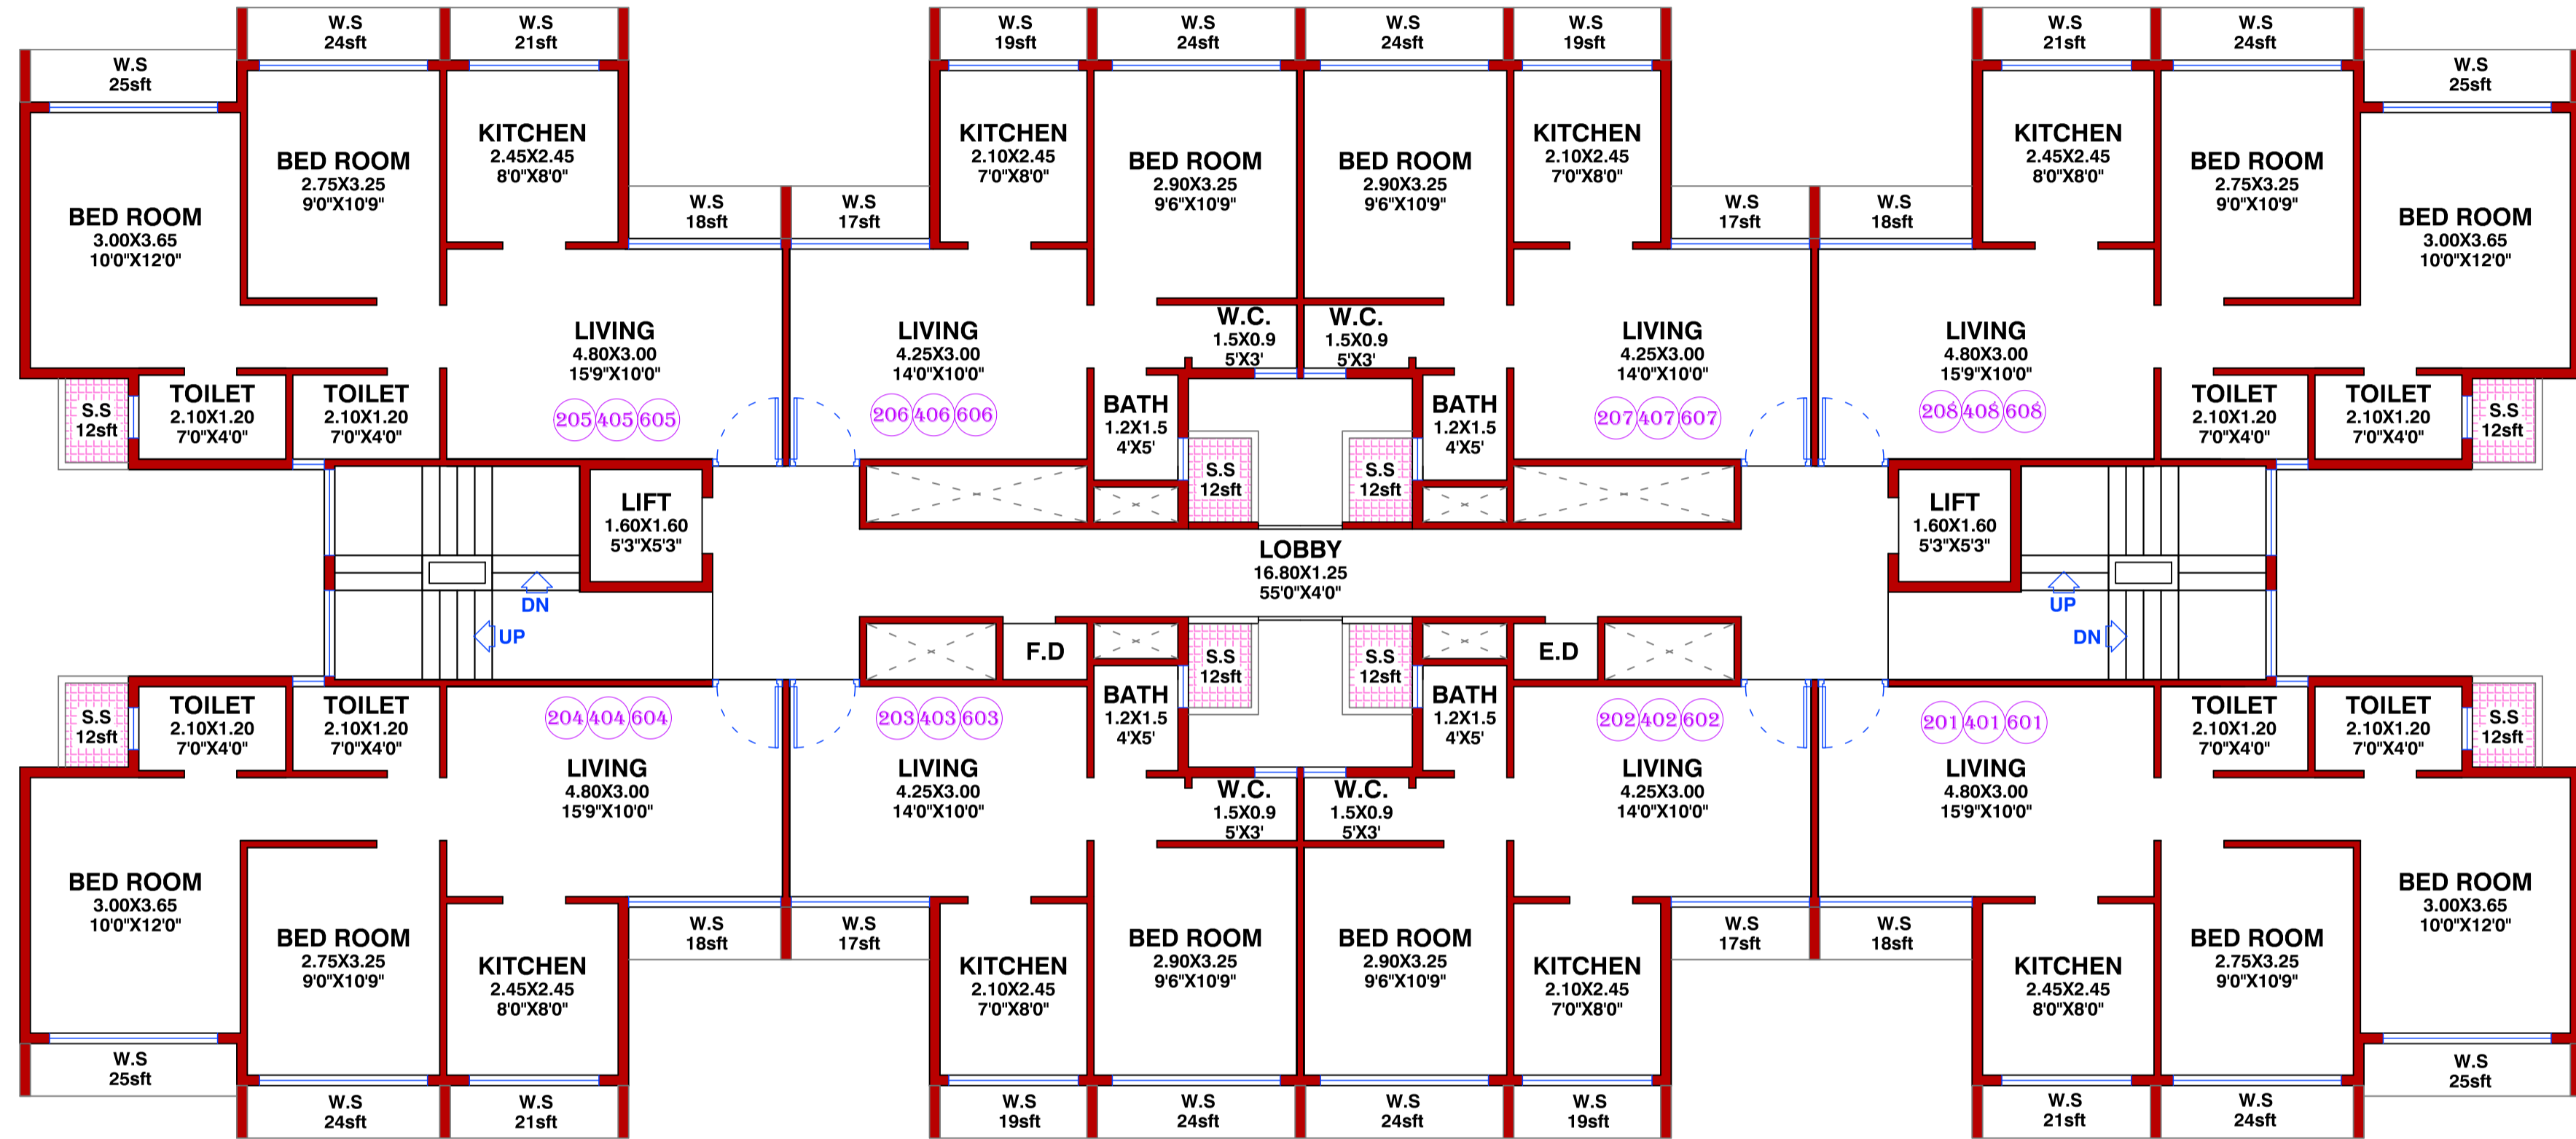 W.S
24sft
W.S
21sft
W.S
19sft
W.S
24sft
W.S
24sft
W.S
19sft
W.S
21sft
W.S
24sft
W.S
25sft
W.S
25sft
KITCHEN
2.45X2.45
8'0"X8'0"
KITCHEN
2.10X2.45
7'0"X8'0"
KITCHEN
2.10X2.45
7'0"X8'0"
KITCHEN
2.45X2.45
8'0"X8'0"
BED ROOM
2.75X3.25
9'0"X10'9"
BED ROOM
2.90X3.25
9'6"X10'9"
BED ROOM
2.90X3.25
9'6"X10'9"
BED ROOM
2.75X3.25
9'0"X10'9"
BED ROOM
3.00X3.65
10'0"X12'0"
W.S
18sft
W.S
17sft
W.S
17sft
W.S
18sft
BED ROOM
3.00X3.65
10'0"X12'0"
LIVING
4.80X3.00
15'9"X10'0"
LIVING
4.25X3.00
14'0"X10'0"
W.C.
1.5X0.9
5'X3'
W.C.
1.5X0.9
5'X3'
LIVING
4.25X3.00
14'0"X10'0"
LIVING
4.80X3.00
15'9"X10'0"
S.S
12sft
TOILET
2.10X1.20
7'0"X4'0"
TOILET
2.10X1.20
7'0"X4'0"
205 405 605
206 406 606
BATH
1.2X1.5
4'X5'
BATH
1.2X1.5
4'X5'
207 407 607
208 408 608
TOILET
2.10X1.20
7'0"X4'0"
TOILET
2.10X1.20
7'0"X4'0"
S.S
12sft
S.S
12sft
S.S
12sft
LIFT
1.60X1.60
5'3"X5'3"
LIFT
1.60X1.60
5'3"X5'3"
LOBBY
16.80X1.25
55'0"X4'0"
DN
UP
UP
DN
F.D
E.D
S.S
12sft
S.S
12sft
S.S
12sft
TOILET
2.10X1.20
7'0"X4'0"
TOILET
2.10X1.20
7'0"X4'0"
204 404 604
203 403 603
BATH
1.2X1.5
4'X5'
BATH
1.2X1.5
4'X5'
202 402 602
201 401 601
TOILET
2.10X1.20
7'0"X4'0"
TOILET
2.10X1.20
7'0"X4'0"
S.S
12sft
LIVING
4.80X3.00
15'9"X10'0"
LIVING
4.25X3.00
14'0"X10'0"
W.C.
1.5X0.9
5'X3'
W.C.
1.5X0.9
5'X3'
LIVING
4.25X3.00
14'0"X10'0"
LIVING
4.80X3.00
15'9"X10'0"
BED ROOM
3.00X3.65
10'0"X12'0"
BED ROOM
3.00X3.65
10'0"X12'0"
W.S
18sft
W.S
17sft
W.S
17sft
W.S
18sft
BED ROOM
2.75X3.25
9'0"X10'9"
KITCHEN
2.45X2.45
8'0"X8'0"
KITCHEN
2.10X2.45
7'0"X8'0"
BED ROOM
2.90X3.25
9'6"X10'9"
BED ROOM
2.90X3.25
9'6"X10'9"
KITCHEN
2.10X2.45
7'0"X8'0"
KITCHEN
2.45X2.45
8'0"X8'0"
BED ROOM
2.75X3.25
9'0"X10'9"
W.S
25sft
W.S
25sft
W.S
24sft
W.S
21sft
W.S
19sft
W.S
24sft
W.S
24sft
W.S
19sft
W.S
21sft
W.S
24sft